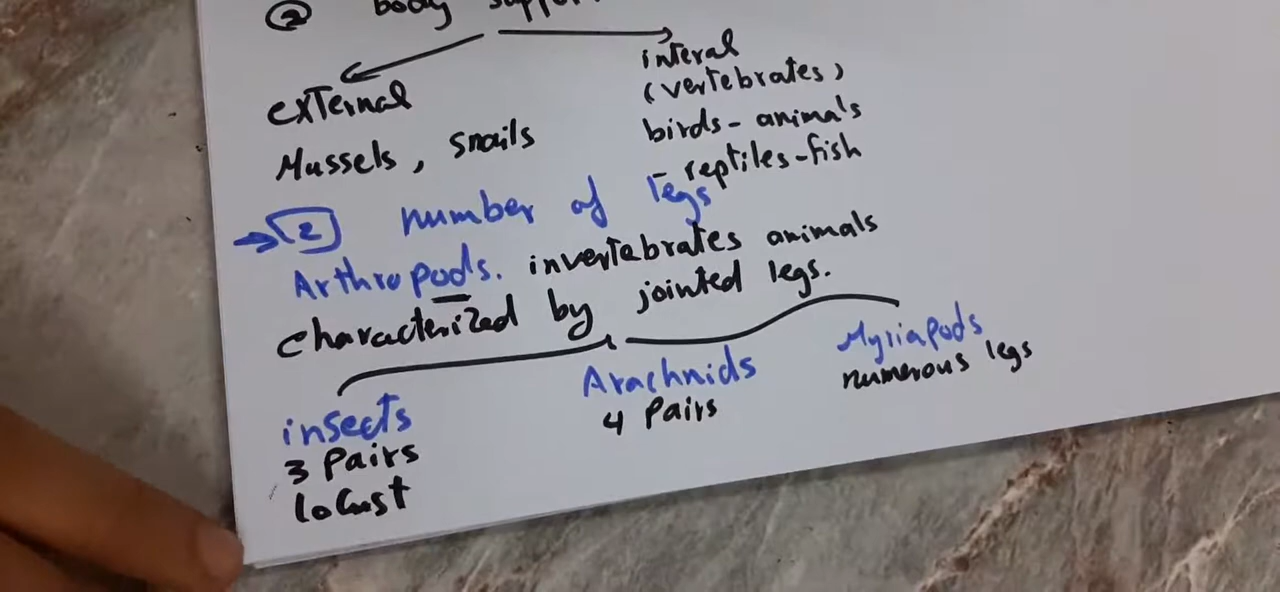 ② body
external
Mussels, snails
interal
(vertebrates)
birds - animals
- reptiles - fish
→ 2 number of legs
Arthropods. invertebrates animals
characterized by jointed legs.
insects
3 Pairs
locust
Arachnids
4 Pairs
Myriapods
numerous legs